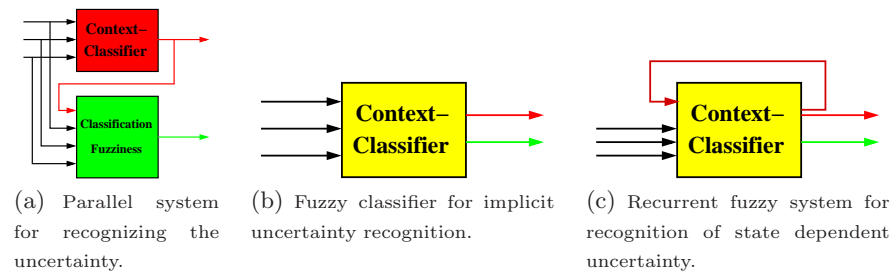 Context–
Classifier
Classification
Fuzziness
Context–
Classifier
Context–
Classifier
(a) Parallel system
for recognizing the
uncertainty.
(b) Fuzzy classifier for implicit
uncertainty recognition.
(c) Recurrent fuzzy system for
recognition of state dependent
uncertainty.